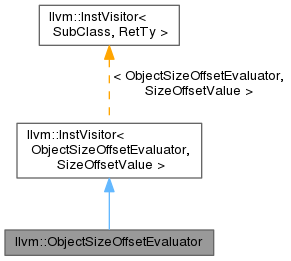 llvm::InstVisitor<
SubClass, RetTy >
< ObjectSizeOffsetEvaluator,
SizeOffsetValue >
llvm::InstVisitor<
ObjectSizeOffsetEvaluator,
SizeOffsetValue >
llvm::ObjectSizeOffsetEvaluator